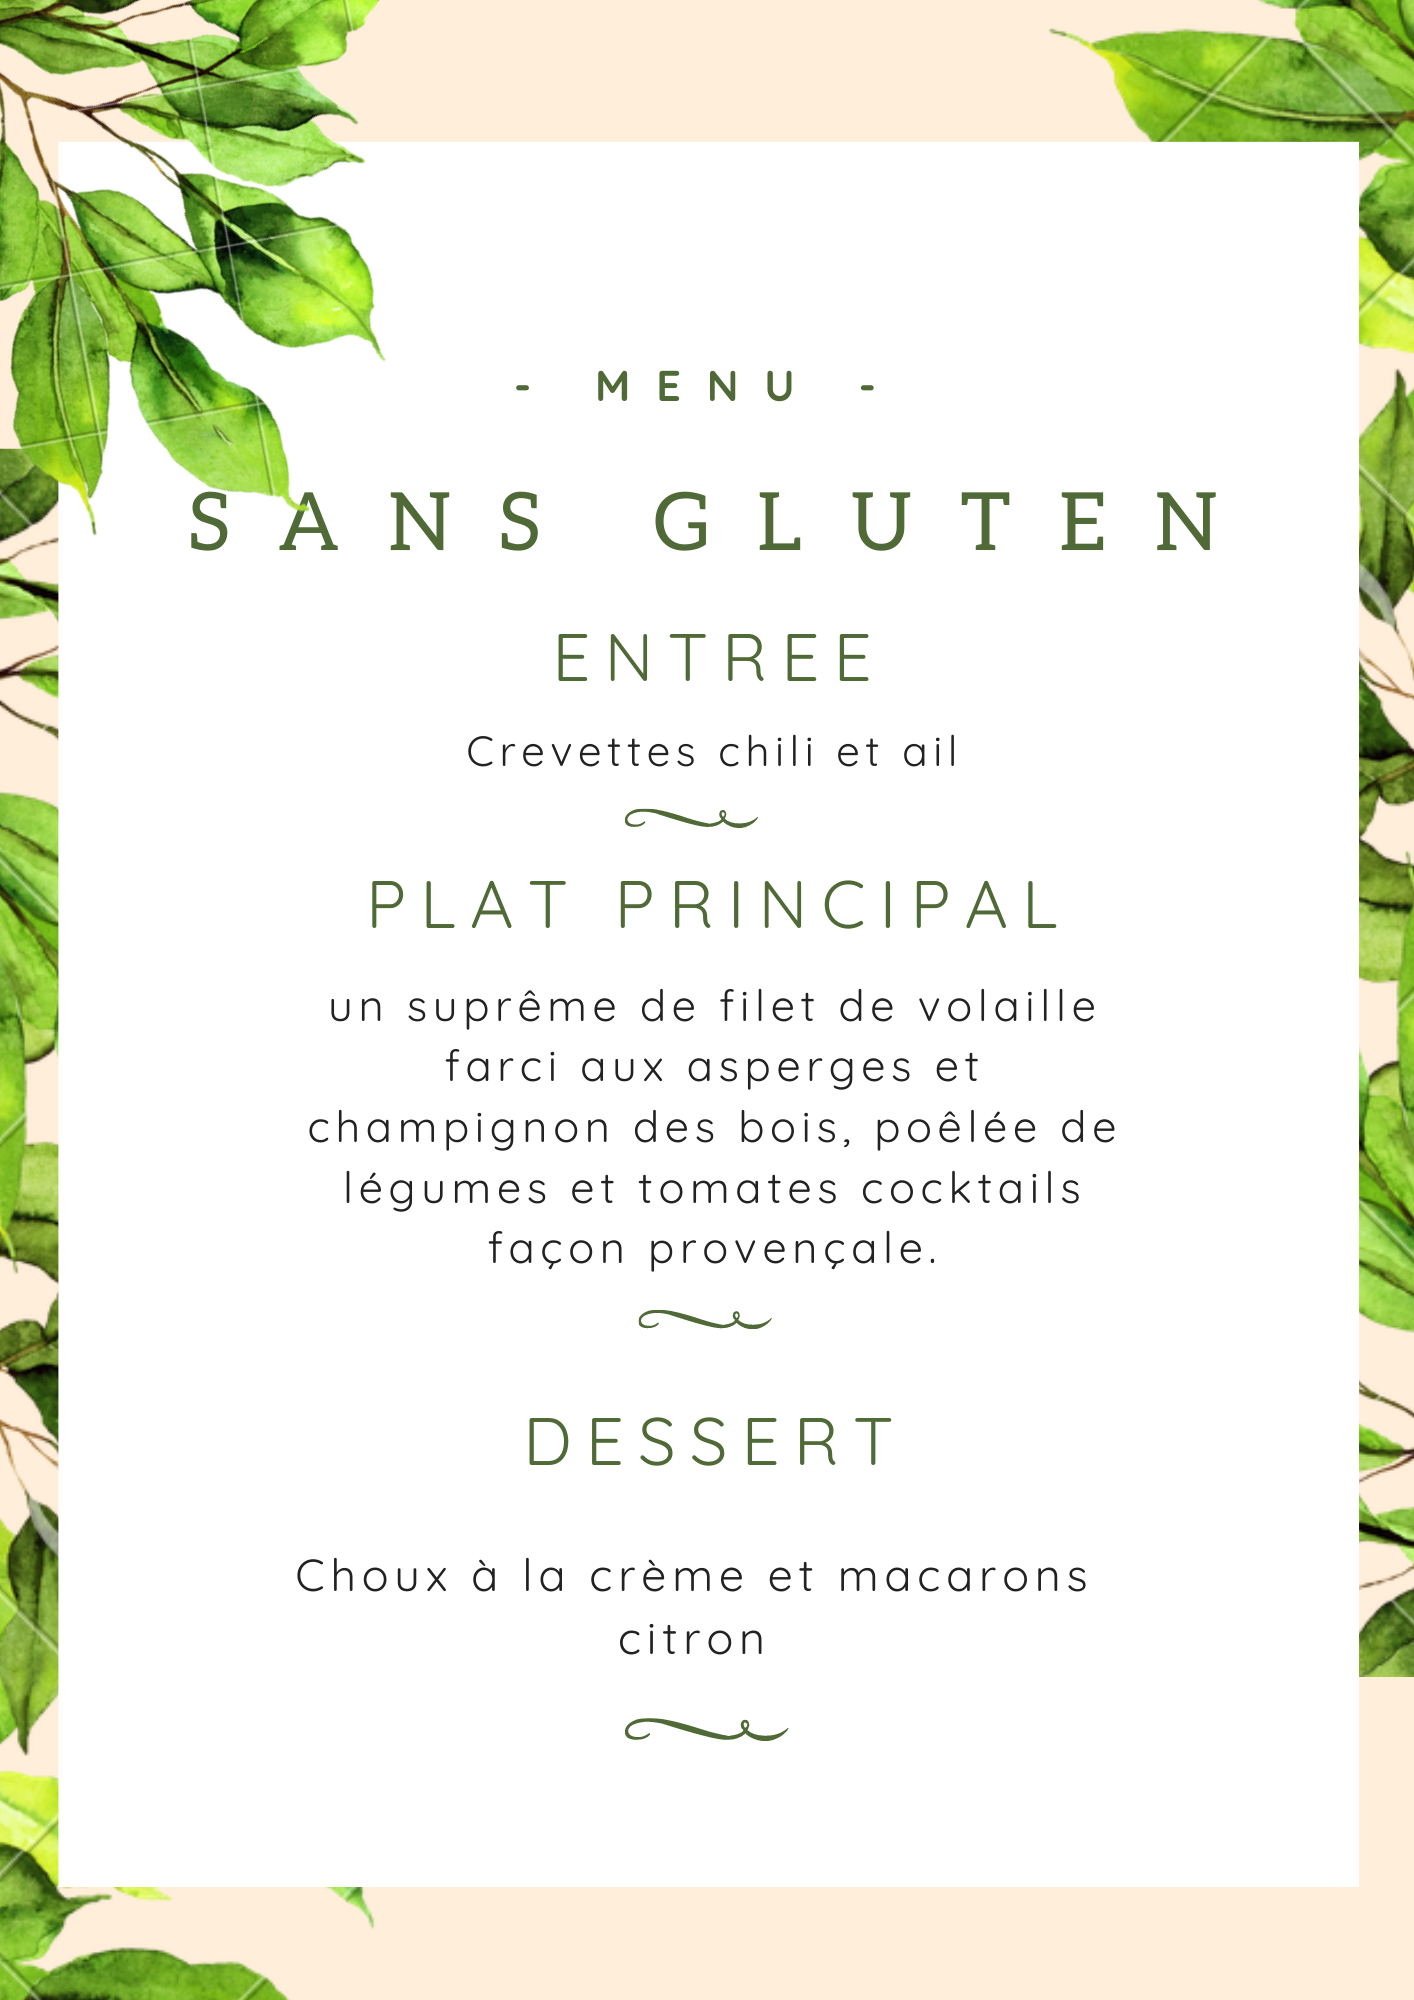 - MENU -
SANS GLUTEN
ENTREE
Crevettes chili et ail
PLAT PRINCIPAL
un suprême de filet de volaille
farci aux asperges et
champignon des bois, poêlée de
légumes et tomates cocktails
façon provençale.
DESSERT
Choux à la crème et macarons
citron